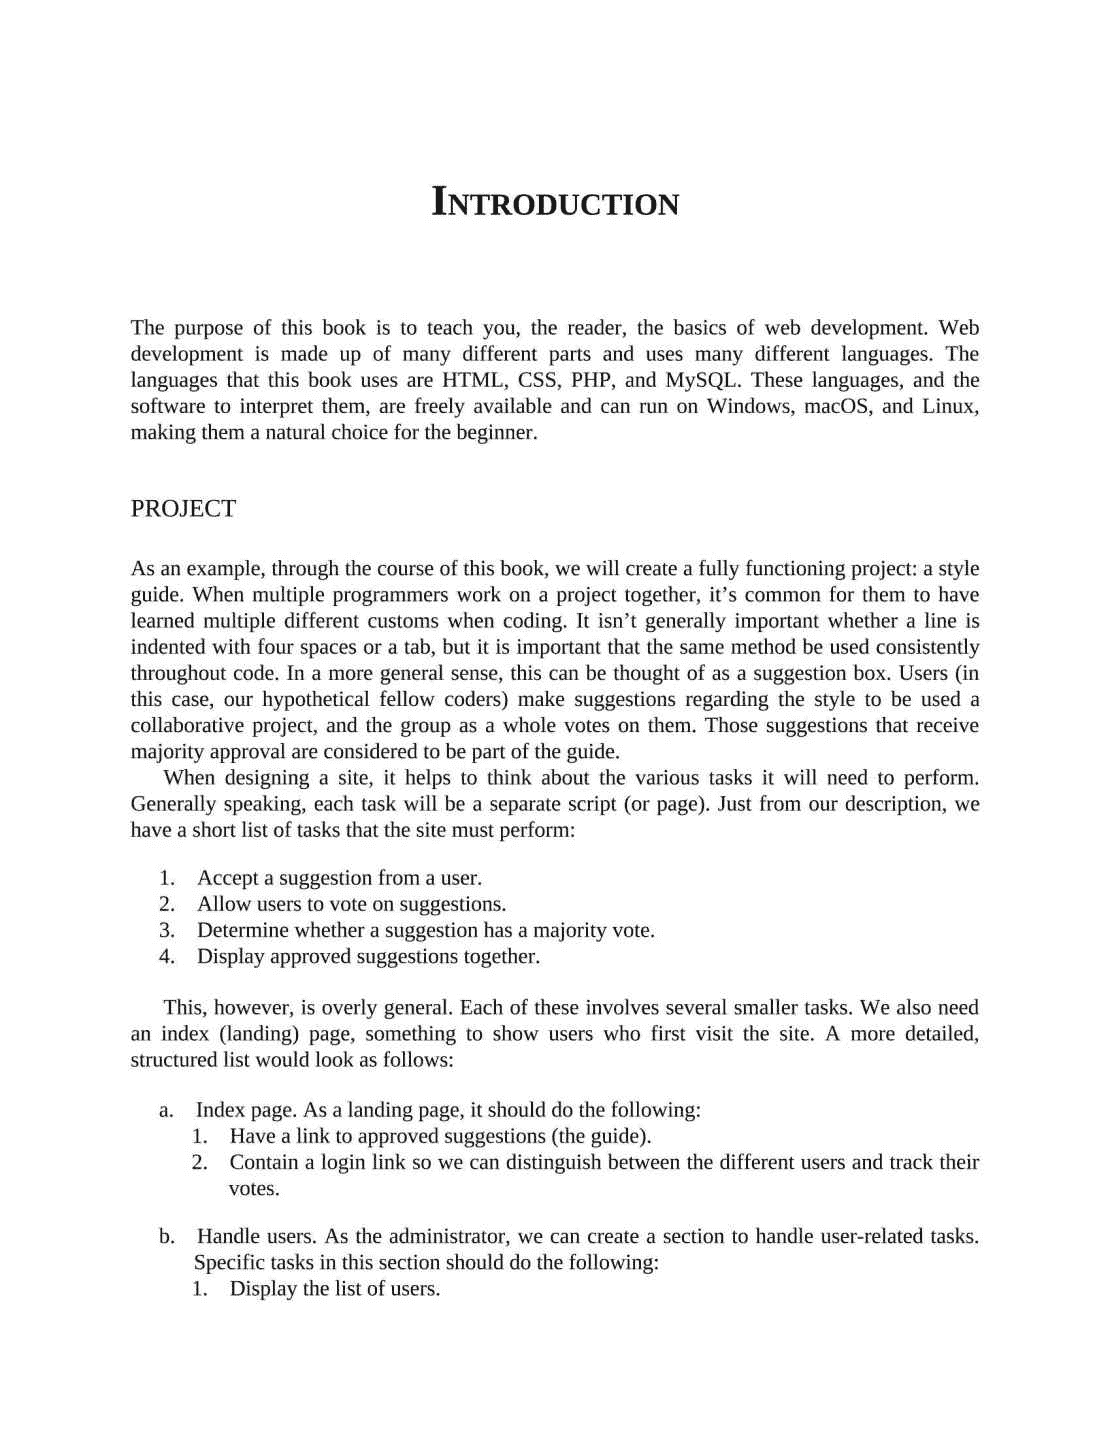 INTRODUCTION
The purpose of this book is to teach you, the reader, the basics of web development. Web
development is made up of many different parts and uses many different languages. The
languages that this book uses are HTML, CSS, PHP, and MySQL. These languages, and the
software to interpret them, are freely available and can run on Windows, macOS, and Linux,
making them a natural choice for the beginner.
PROJECT
As an example, through the course of this book, we will create a fully functioning project: a style
guide. When multiple programmers work on a project together, it’s common for them to have
learned multiple different customs when coding. It isn’t generally important whether a line is
indented with four spaces or a tab, but it is important that the same method be used consistently
throughout code. In a more general sense, this can be thought of as a suggestion box. Users (in
this case, our hypothetical fellow coders) make suggestions regarding the style to be used a
collaborative project, and the group as a whole votes on them. Those suggestions that receive
majority approval are considered to be part of the guide.
When designing a site, it helps to think about the various tasks it will need to perform.
Generally speaking, each task will be a separate script (or page). Just from our description, we
have a short list of tasks that the site must perform:
1. Accept a suggestion from a user.
2. Allow users to vote on suggestions.
3. Determine whether a suggestion has a majority vote.
4. Display approved suggestions together.
This, however, is overly general. Each of these involves several smaller tasks. We also need
an index (landing) page, something to show users who first visit the site. A more detailed,
structured list would look as follows:
a. Index page. As a landing page, it should do the following:
1. Have a link to approved suggestions (the guide).
2. Contain a login link so we can distinguish between the different users and track their
votes.
b. Handle users. As the administrator, we can create a section to handle user-related tasks.
Specific tasks in this section should do the following:
1. Display the list of users.